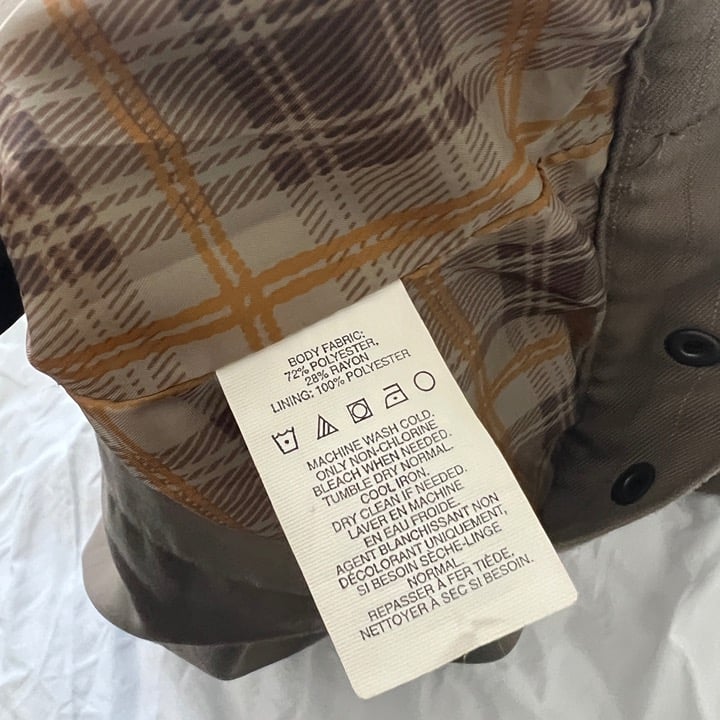 BODY FABRIC:
72% POLYESTER,
28% RAYON
LINING: 100% POLYESTER
MACHINE WASH COLD.
ONLY NON-CHLORINE
BLEACH WHEN NEEDED.
TUMBLE DRY NORMAL.
COOL IRON.
DRY CLEAN IF NEEDED.
LAVER EN MACHINE
EN EAU FROIDE.
AGENT BLANCHISSANT NON
DÉCOLORANT UNIQUEMENT,
SI BESOIN SÈCHE-LINGE
NORMAL.
REPASSER À FER TIÈDE.
NETTOYER À SEC SI BESOIN.